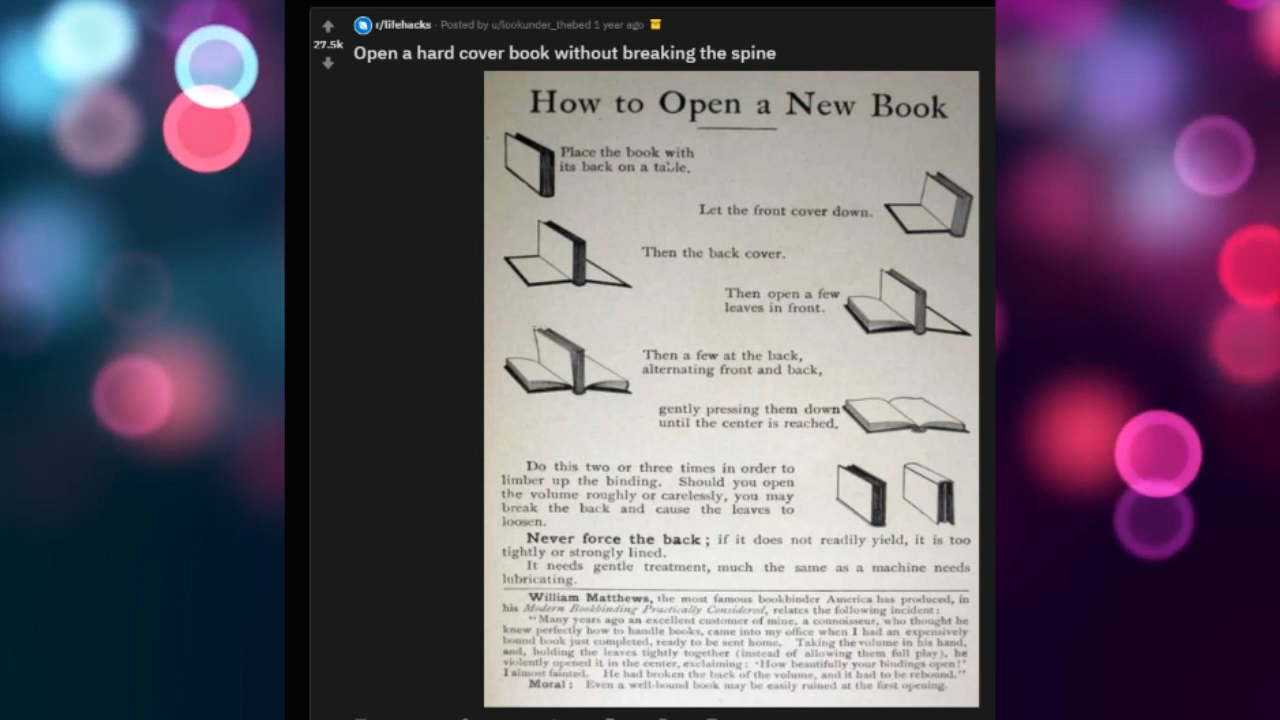 r/lifehacks · Posted by u/lookunder_thebed 1 year ago
27.5k
Open a hard cover book without breaking the spine
How to Open a New Book
Place the book with
its back on a table.
Let the front cover down.
Then the back cover.
Then open a few
leaves in front.
Then a few at the back,
alternating front and back,
gently pressing them down
until the center is reached.
Do this two or three times in order to
limber up the binding. Should you open
the volume roughly or carelessly, you may
break the back and cause the leaves to
loosen.
Never force the back; if it does not readily yield, it is too
tightly or strongly lined.
It needs gentle treatment, much the same as a machine needs
lubricating.
William Matthews, the most famous bookbinder America has produced, in
his Modern Bookbinding Practically Considered, relates the following incident:
"Many years ago an excellent customer of mine, a connoisseur, who thought he
knew perfectly how to handle books, came into my office when I had an expensively
bound book just completed, ready to be sent home. Taking the volume in his hand,
and, holding the leaves tightly together (instead of allowing them full play), he
violently opened it in the center, exclaiming: 'How beautifully your bindings open!'
I almost fainted. He had broken the back of the volume, and it had to be rebound."
Moral: Even a well-bound book may be easily ruined at the first opening.